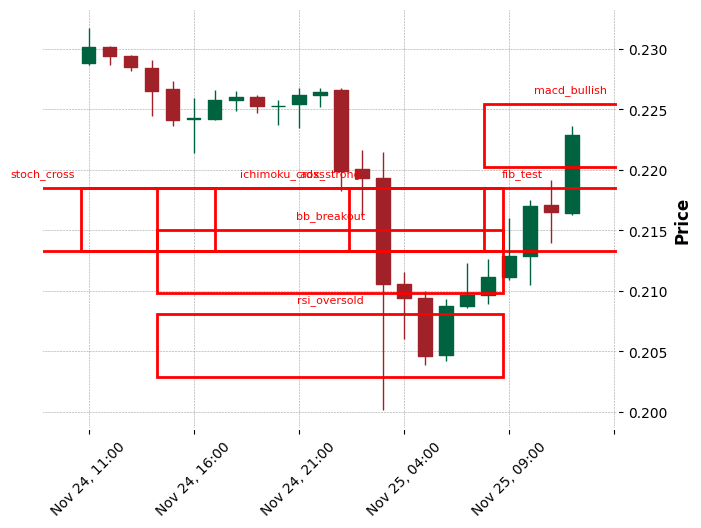 macd_bullish
stoch_cross
ichimoku_cross
fib_test
bb_breakout
rsi_oversold
0.230
0.225
0.220
0.215
0.210
0.205
0.200
Price
Nov 24, 11:00
Nov 24, 16:00
Nov 24, 21:00
Nov 25, 04:00
Nov 25, 09:00